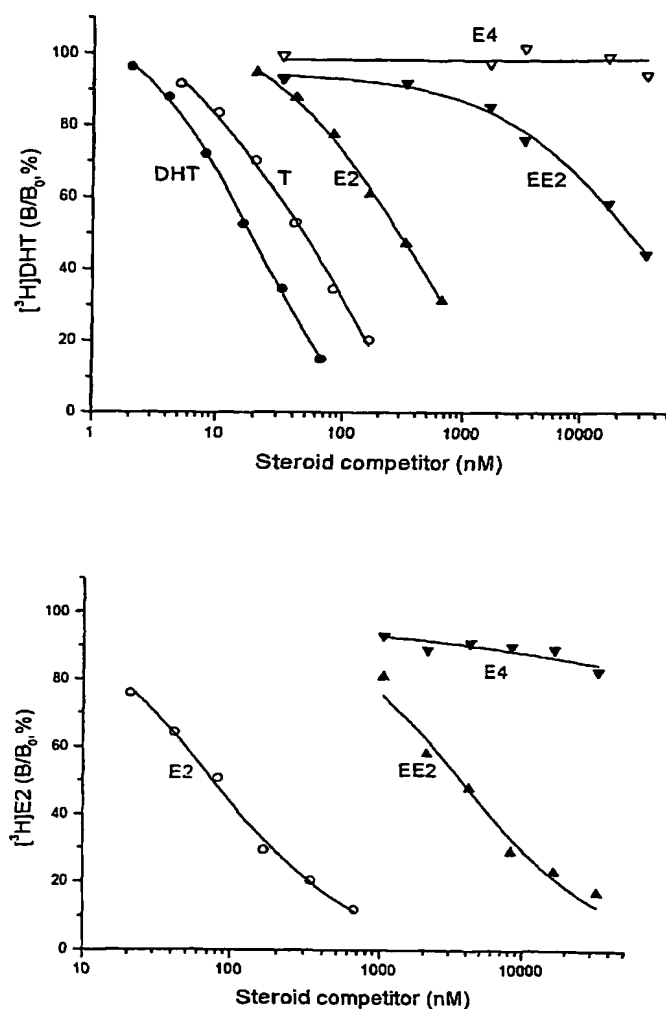 [³H]DHT (B/B₀,%)
100
80
60
40
20
0
E4
DHT
T
E2
EE2
1
10
100
1000
10000
Steroid competitor (nM)
[³H]E2 (B/B₀,%)
100
80
60
40
20
0
E4
E2
EE2
10
100
1000
10000
Steroid competitor (nM)